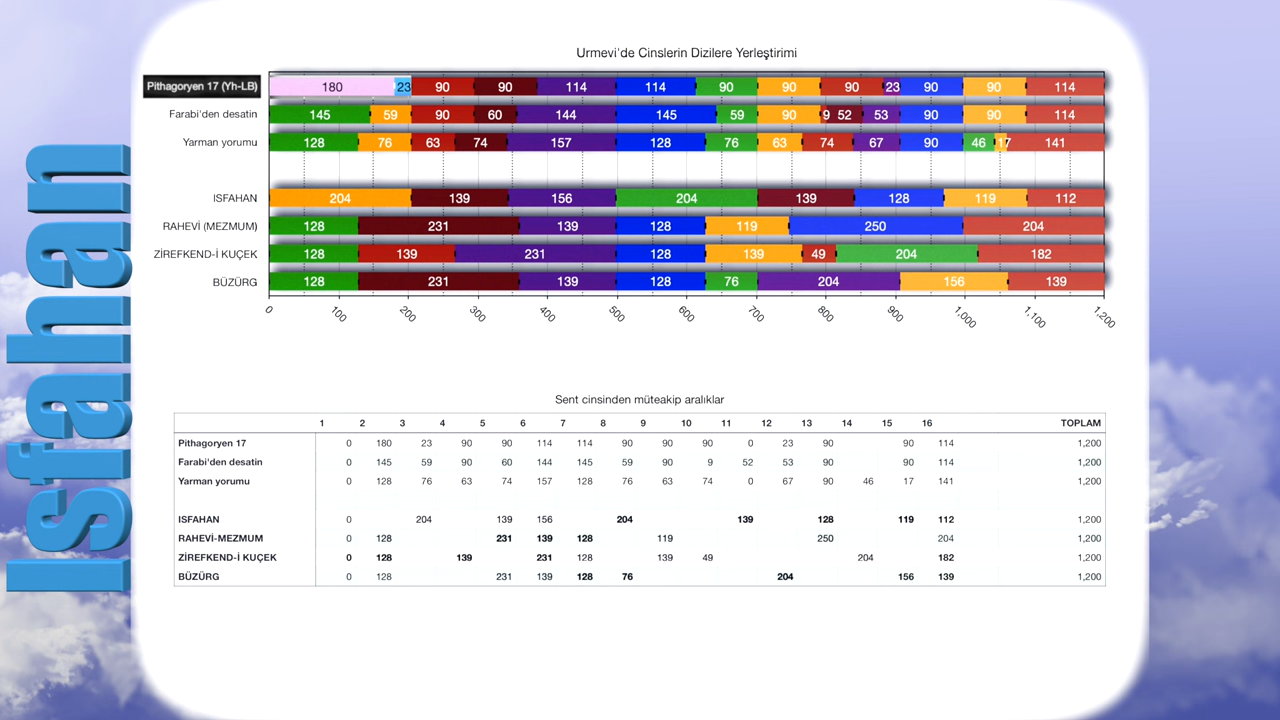 Isfahan
Urmevi'de Cinslerin Dizilere Yerleştirimi
Pithagoryen 17 (Yh-LB) 180 23 90 90 114 114 90 90 90 23 90 90 114
Farabi'den desatin 145 59 90 60 144 145 59 90 9 52 53 90 90 114
Yarman yorumu 128 76 63 74 157 128 76 63 74 67 90 46 17 141
ISFAHAN 204 139 156 204 139 128 119 112
RAHEVİ (MEZMUM) 128 231 139 128 119 250 204
ZİREFKEND-İ KUÇEK 128 139 231 128 139 49 204 182
BÜZÜRG 128 231 139 128 76 204 156 139
0 100 200 300 400 500 600 700 800 900 1,000 1,100 1,200
Sent cinsinden müteakip aralıklar
1 2 3 4 5 6 7 8 9 10 11 12 13 14 15 16 TOPLAM
Pithagoryen 17 0 180 23 90 90 114 114 90 90 90 0 23 90 90 114 1,200
Farabi'den desatin 0 145 59 90 60 144 145 59 90 9 52 53 90 90 114 1,200
Yarman yorumu 0 128 76 63 74 157 128 76 63 74 0 67 90 46 17 141 1,200
ISFAHAN 0 204 139 156 204 139 128 119 112 1,200
RAHEVİ-MEZMUM 0 128 231 139 128 119 250 204 1,200
ZİREFKEND-İ KUÇEK 0 128 139 231 128 139 49 204 182 1,200
BÜZÜRG 0 128 231 139 128 76 204 156 139 1,200